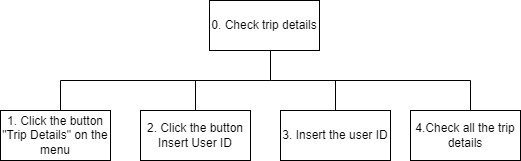 0. Check trip details
1. Click the button
"Trip Details" on the
menu
2. Click the button
Insert User ID
3. Insert the user ID
4.Check all the trip
details